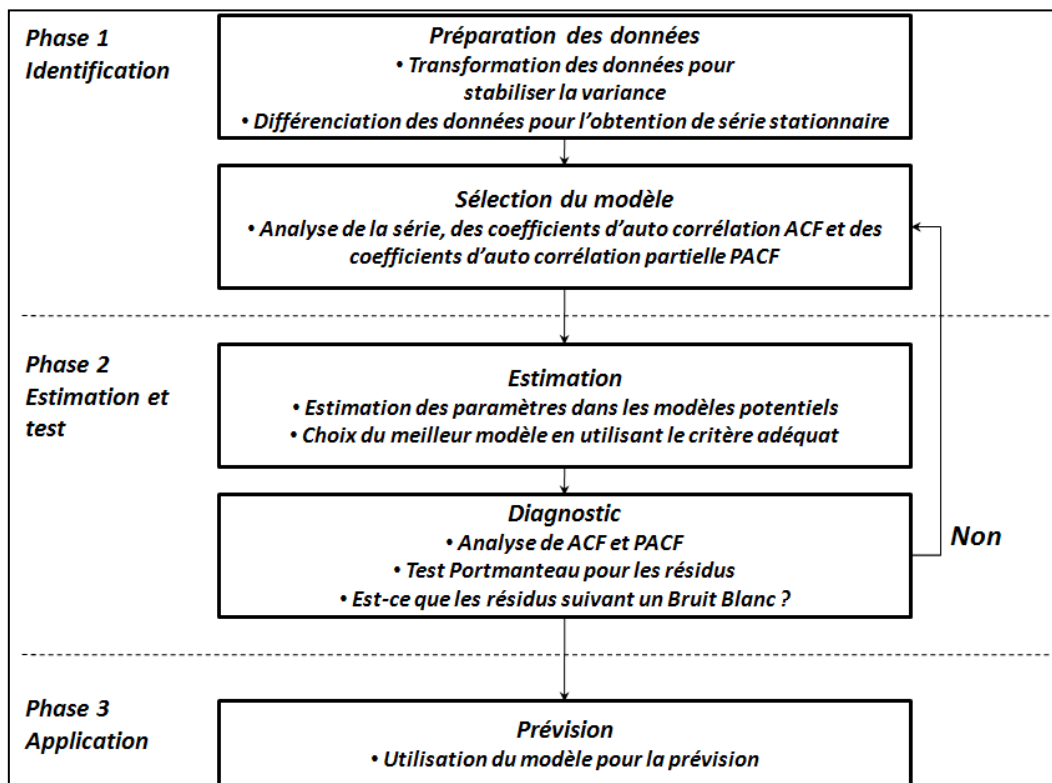 Phase 1
Identification
Préparation des données
• Transformation des données pour
stabiliser la variance
• Différenciation des données pour l'obtention de série stationnaire
Sélection du modèle
• Analyse de la série, des coefficients d'auto corrélation ACF et des
coefficients d'auto corrélation partielle PACF
Phase 2
Estimation et
test
Estimation
• Estimation des paramètres dans les modèles potentiels
• Choix du meilleur modèle en utilisant le critère adéquat
Diagnostic
• Analyse de ACF et PACF
• Test Portmanteau pour les résidus
• Est-ce que les résidus suivant un Bruit Blanc ?
Non
Phase 3
Application
Prévision
• Utilisation du modèle pour la prévision